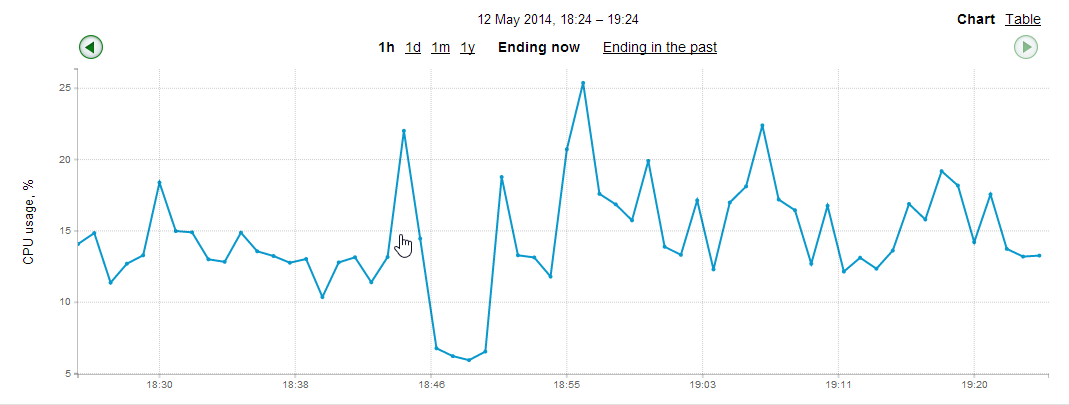 12 May 2014, 18:24 – 19:24
Chart Table
1h 1d 1m 1y Ending now Ending in the past
CPU usage, %
25
20
15
10
5
18:30 18:38 18:46 18:55 19:03 19:11 19:20